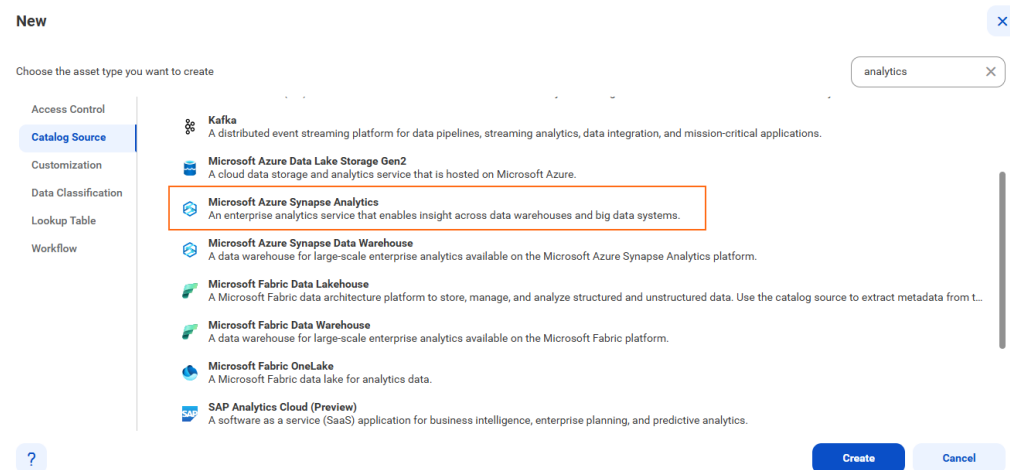 New
Choose the asset type you want to create
analytics
Access Control
Catalog Source
Customization
Data Classification
Lookup Table
Workflow
Kafka
A distributed event streaming platform for data pipelines, streaming analytics, data integration, and mission-critical applications.
Microsoft Azure Data Lake Storage Gen2
A cloud data storage and analytics service that is hosted on Microsoft Azure.
Microsoft Azure Synapse Analytics
An enterprise analytics service that enables insight across data warehouses and big data systems.
Microsoft Azure Synapse Data Warehouse
A data warehouse for large-scale enterprise analytics available on the Microsoft Azure Synapse Analytics platform.
Microsoft Fabric Data Lakehouse
A Microsoft Fabric data architecture platform to store, manage, and analyze structured and unstructured data. Use the catalog source to extract metadata from t...
Microsoft Fabric Data Warehouse
A data warehouse for large-scale enterprise analytics available on the Microsoft Fabric platform.
Microsoft Fabric OneLake
A Microsoft Fabric data lake for analytics data.
SAP
SAP Analytics Cloud (Preview)
A software as a service (SaaS) application for business intelligence, enterprise planning, and predictive analytics.
?
Create
Cancel